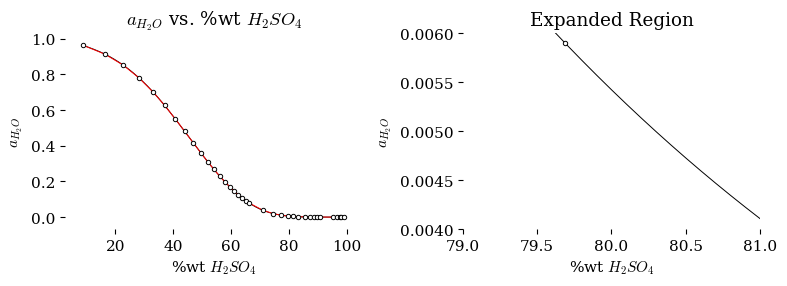 $a_{H_2O}$ vs. %wt $H_2SO_4$
1.0
0.8
0.6
0.4
0.2
0.0
$a_{H_2O}$
20 40 60 80 100
%wt $H_2SO_4$
Expanded Region
0.0060
0.0055
0.0050
0.0045
0.0040
$a_{H_2O}$
79.0 79.5 80.0 80.5 81.0
%wt $H_2SO_4$